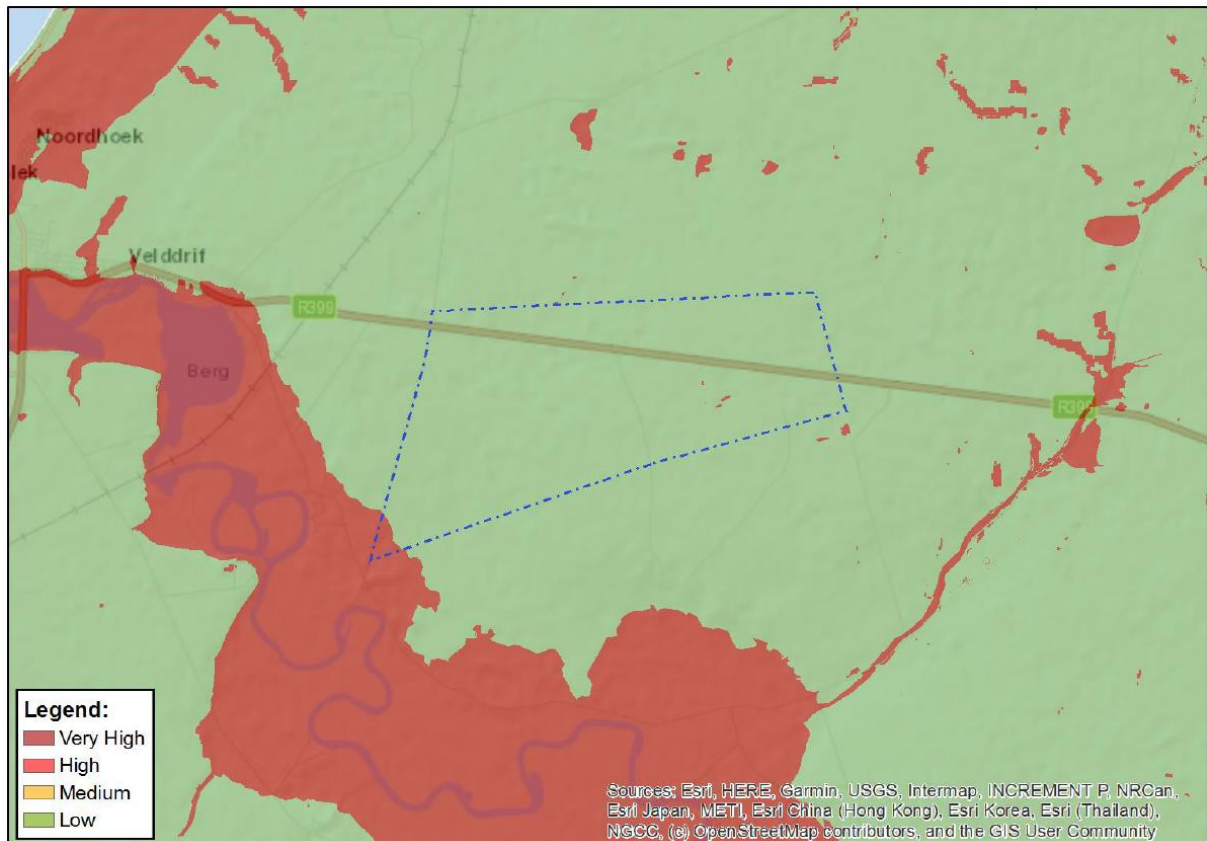 Noordhoek
lek
Velddrif
R399
Berg
R399
Legend:
Very High
High
Medium
Low
Sources: Esri, HERE, Garmin, USGS, Intermap, INCREMENT P, NRCan,
Esri Japan, METI, Esri China (Hong Kong), Esri Korea, Esri (Thailand),
NGCC, (c) OpenStreetMap contributors, and the GIS User Community